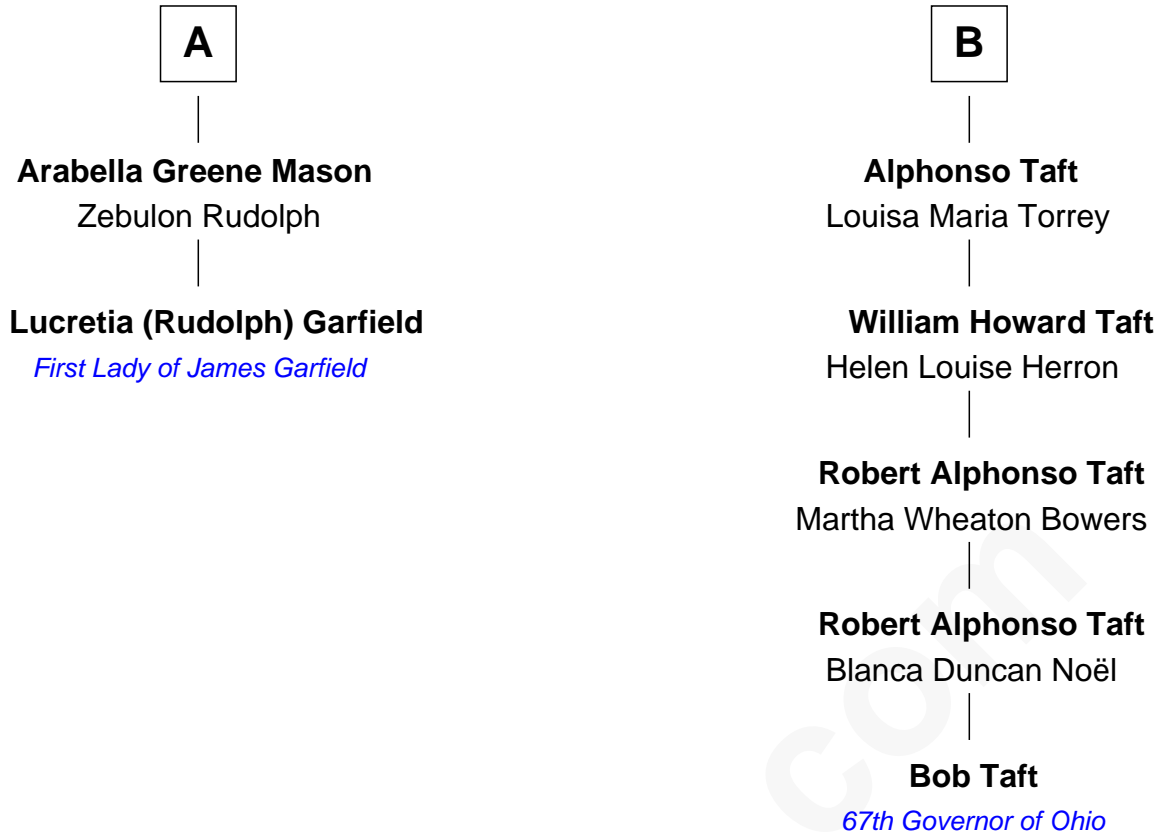 A
Arabella Greene Mason
Zebulon Rudolph
Lucretia (Rudolph) Garfield
First Lady of James Garfield
B
Alphonso Taft
Louisa Maria Torrey
William Howard Taft
Helen Louise Herron
Robert Alphonso Taft
Martha Wheaton Bowers
Robert Alphonso Taft
Blanca Duncan Noël
Bob Taft
67th Governor of Ohio
com